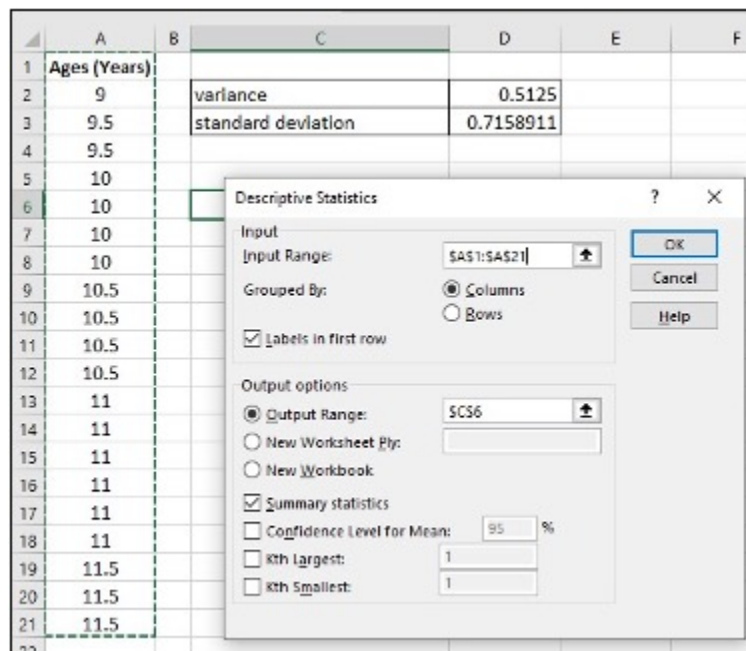 A B C D E F
1 Ages (Years)
2 9 variance 0.5125
3 9.5 standard deviation 0.7158911
4 9.5
5 10
6 10
7 10
8 10
9 10.5
10 10.5
11 10.5
12 10.5
13 11
14 11
15 11
16 11
17 11
18 11
19 11.5
20 11.5
21 11.5
22
Descriptive Statistics ? ×
Input
Input Range: $A$1:$A$21 OK
Cancel
Grouped By: Columns
Rows Help
Labels in first row
Output options
Output Range: $C$6
New Worksheet Ply:
New Workbook
Summary statistics
Confidence Level for Mean: 95 %
Kth Largest: 1
Kth Smallest: 1